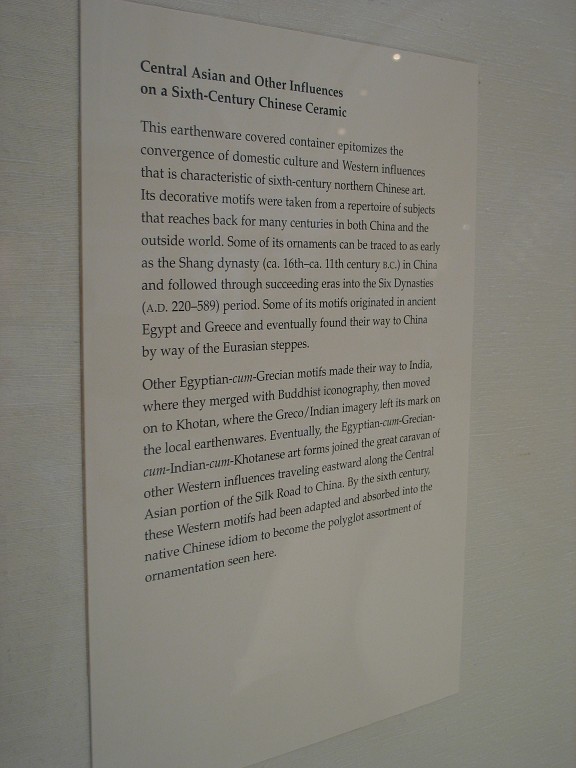 Central Asian and Other Influences
on a Sixth-Century Chinese Ceramic
This earthenware covered container epitomizes the
convergence of domestic culture and Western influences
that is characteristic of sixth-century northern Chinese art.
Its decorative motifs were taken from a repertoire of subjects
that reaches back for many centuries in both China and the
outside world. Some of its ornaments can be traced to as early
as the Shang dynasty (ca. 16th–ca. 11th century B.C.) in China
and followed through succeeding eras into the Six Dynasties
(A.D. 220–589) period. Some of its motifs originated in ancient
Egypt and Greece and eventually found their way to China
by way of the Eurasian steppes.
Other Egyptian-cum-Grecian motifs made their way to India,
where they merged with Buddhist iconography, then moved
on to Khotan, where the Greco/Indian imagery left its mark on
the local earthenwares. Eventually, the Egyptian-cum-Grecian-
cum-Indian-cum-Khotanese art forms joined the great caravan of
other Western influences traveling eastward along the Central
Asian portion of the Silk Road to China. By the sixth century,
these Western motifs had been adapted and absorbed into the
native Chinese idiom to become the polyglot assortment of
ornamentation seen here.